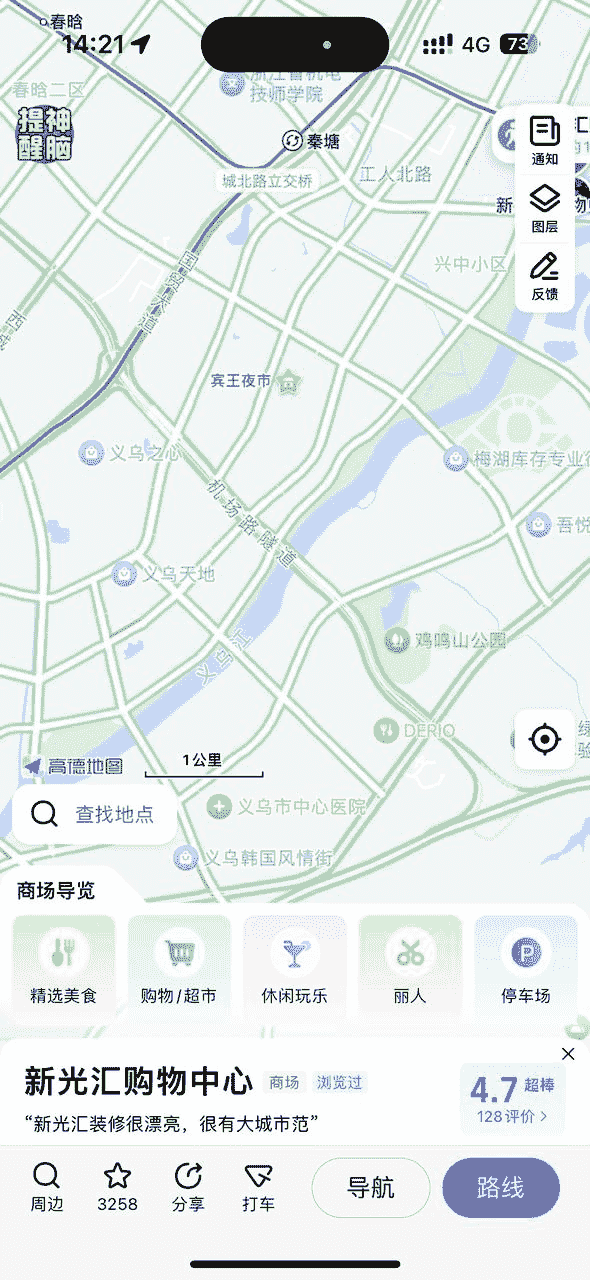 春晗
14:21
4G
73
春晗二区
提神
醒脑
浙江省机电
技师学院
秦塘
城北路立交桥
工人北路
通知
图层
反馈
新
兴中小区
国贸大道
宾王夜市
义乌之心
梅湖库存专业街
机场路隧道
吾悦
义乌天地
鸡鸣山公园
义乌江
DERIO
高德地图
1公里
查找地点
义乌市中心医院
义乌韩国风情街
商场导览
精选美食
购物/超市
休闲玩乐
丽人
停车场
新光汇购物中心
商场
浏览过
4.7
超棒
128评价
“新光汇装修很漂亮，很有大城市范”
周边
3258
分享
打车
导航
路线